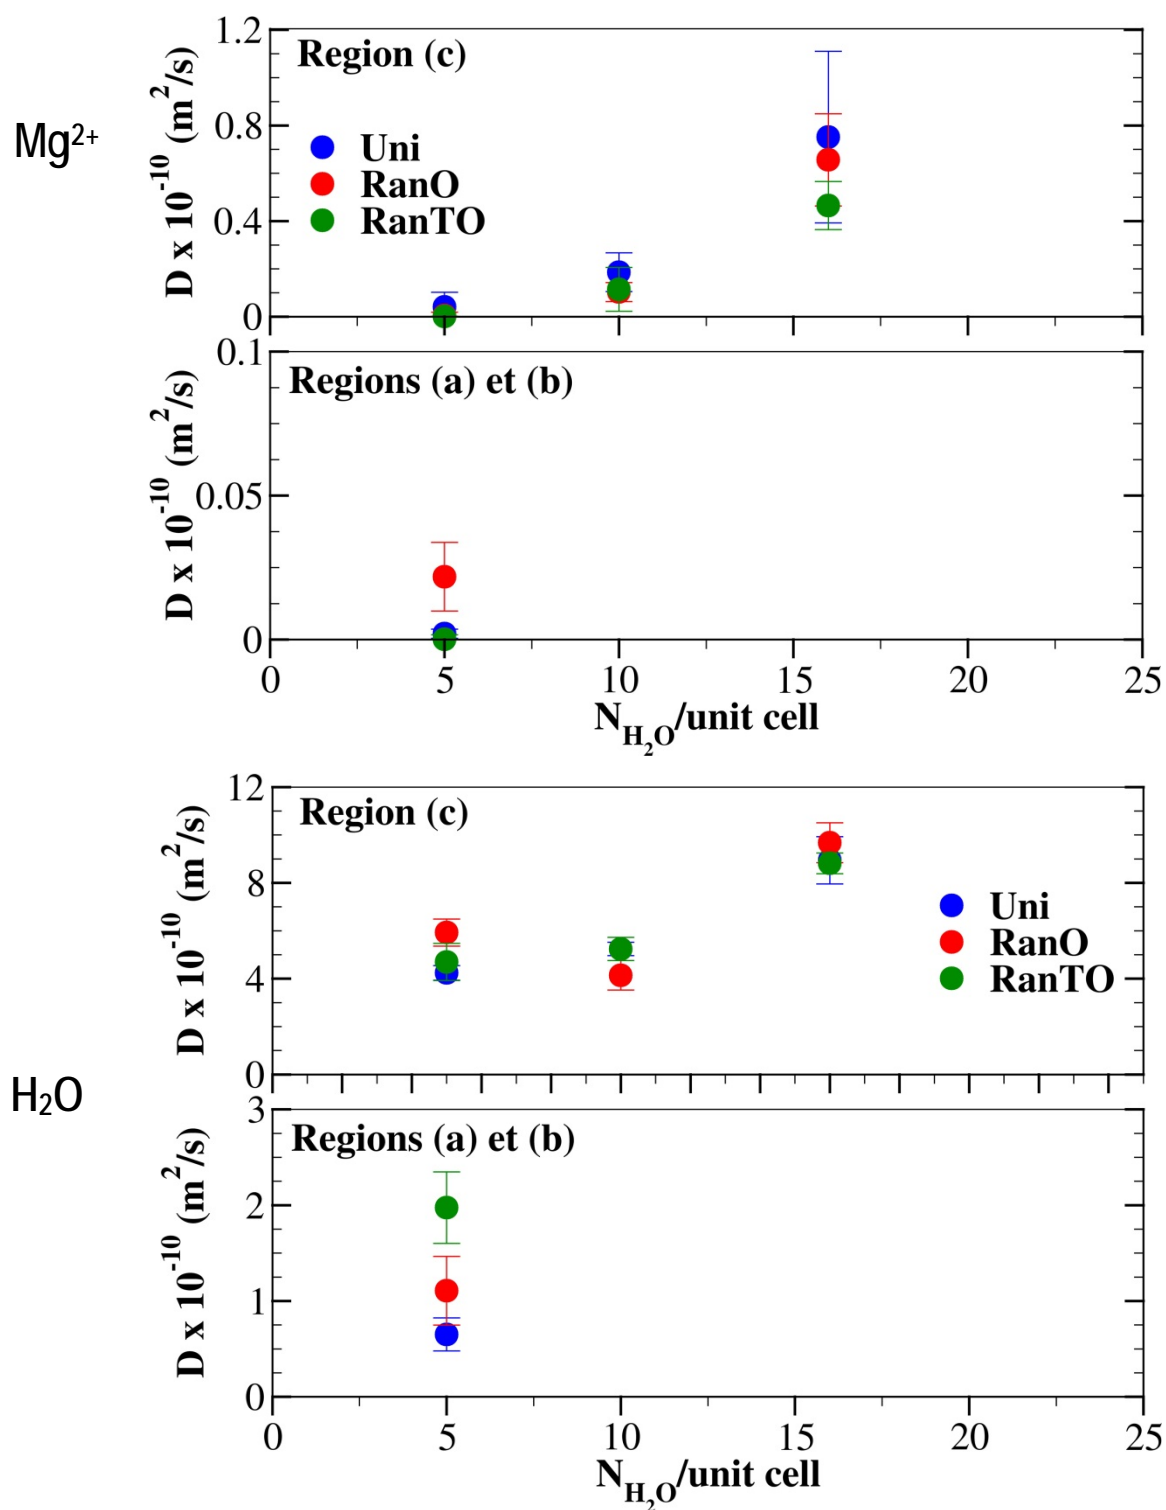 Mg²⁺
D x 10⁻¹⁰ (m²/s)
1.2
0.8
0.4
0
Region (c)
Uni
RanO
RanTO
D x 10⁻¹⁰ (m²/s)
0.1
0.05
0
Regions (a) et (b)
0 5 10 15 20 25
N_H₂O/unit cell
H₂O
D x 10⁻¹⁰ (m²/s)
12
8
4
0
Region (c)
Uni
RanO
RanTO
D x 10⁻¹⁰ (m²/s)
3
2
1
0
Regions (a) et (b)
0 5 10 15 20 25
N_H₂O/unit cell